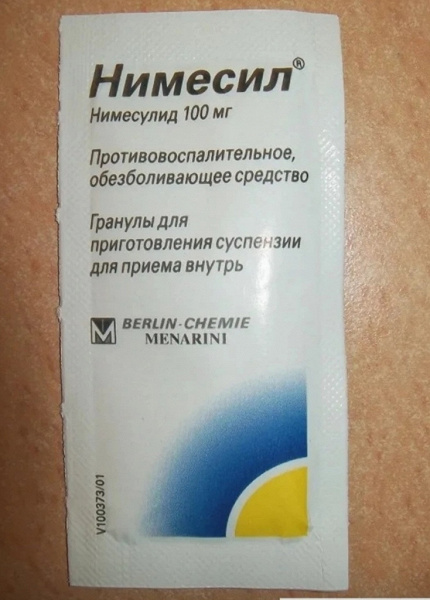 Нимесил®
Нимесулид 100 мг
Противовоспалительное,
обезболивающее средство
Гранулы для
приготовления суспензии
для приема внутрь
M BERLIN-CHEMIE
MENARINI
V100373/01